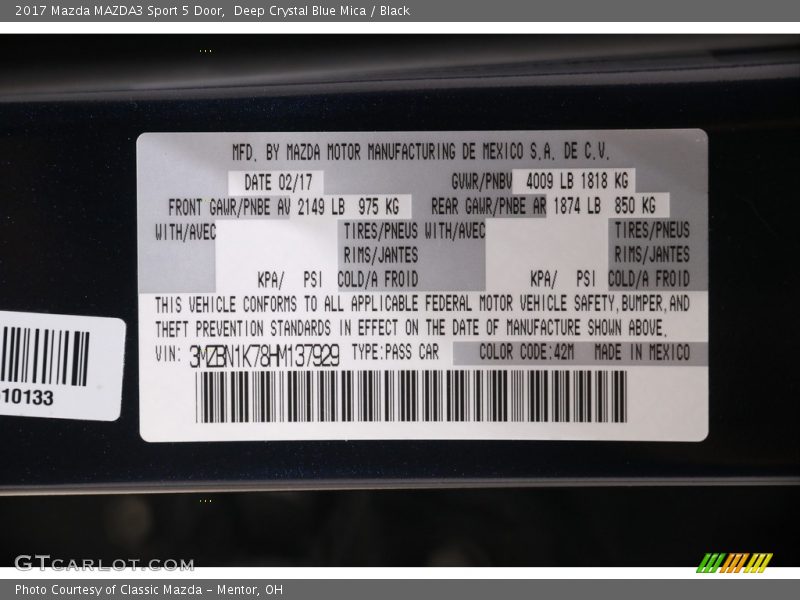 2017 Mazda MAZDA3 Sport 5 Door,  Deep Crystal Blue Mica / Black
MFD. BY MAZDA MOTOR MANUFACTURING DE MEXICO S.A. DE C.V.
DATE 02/17 GVWR/PNBV 4009 LB 1818 KG
FRONT GAWR/PNBE AV 2149 LB 975 KG REAR GAWR/PNBE AR 1874 LB 850 KG
WITH/AVEC TIRES/PNEUS WITH/AVEC TIRES/PNEUS
RIMS/JANTES RIMS/JANTES
KPA/ PSI COLD/A FROID KPA/ PSI COLD/A FROID
THIS VEHICLE CONFORMS TO ALL APPLICABLE FEDERAL MOTOR VEHICLE SAFETY,BUMPER,AND
THEFT PREVENTION STANDARDS IN EFFECT ON THE DATE OF MANUFACTURE SHOWN ABOVE.
VIN: 3MZBN1K78HM137929 TYPE:PASS CAR COLOR CODE:42M MADE IN MEXICO
10133
GTCARLOT.COM
Photo Courtesy of Classic Mazda - Mentor, OH